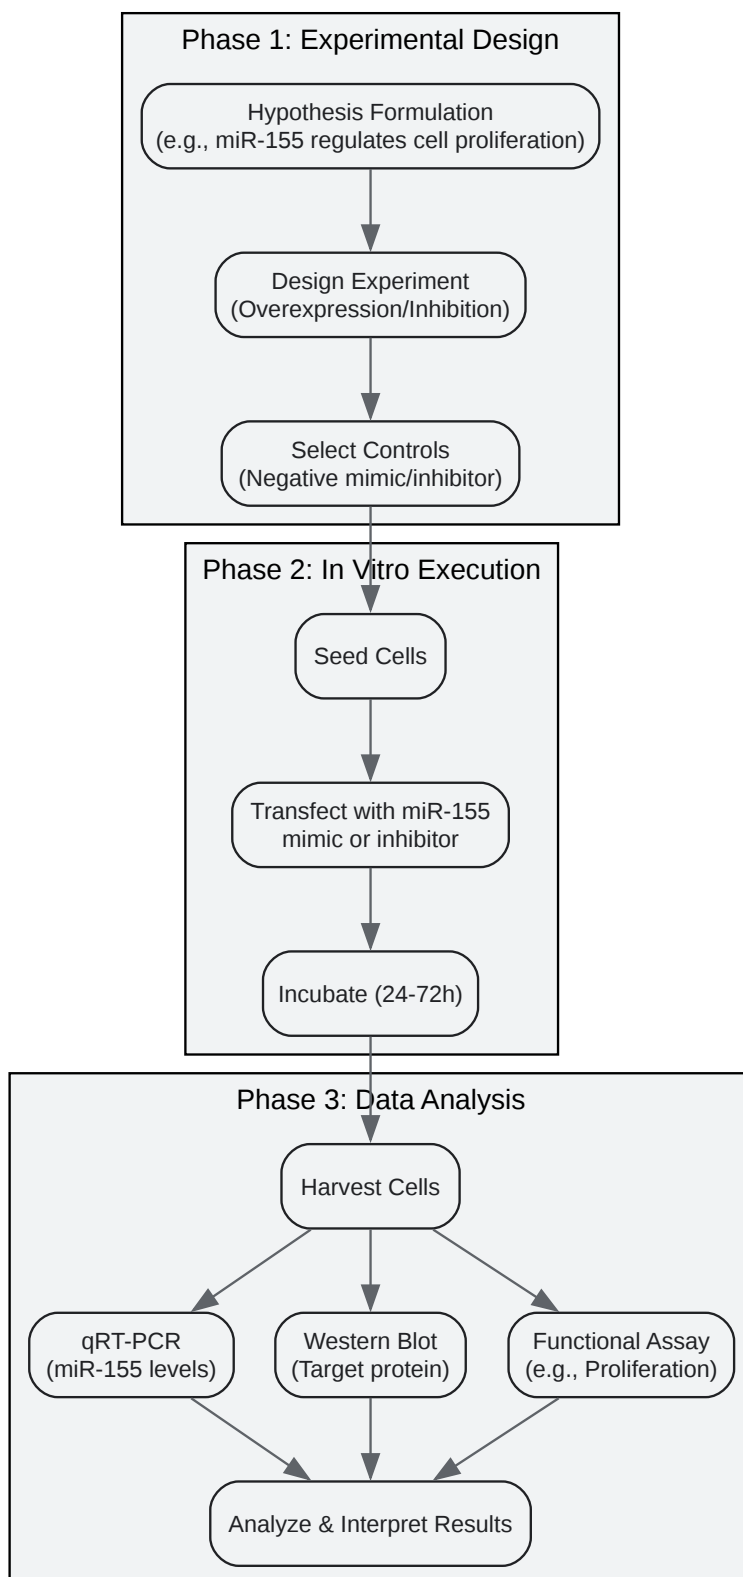 Phase 1: Experimental Design
Hypothesis Formulation
(e.g., miR-155 regulates cell proliferation)
Design Experiment
(Overexpression/Inhibition)
Select Controls
(Negative mimic/inhibitor)
Phase 2: In Vitro Execution
Seed Cells
Transfect with miR-155
mimic or inhibitor
Incubate (24-72h)
Phase 3: Data Analysis
Harvest Cells
qRT-PCR
(miR-155 levels)
Western Blot
(Target protein)
Functional Assay
(e.g., Proliferation)
Analyze & Interpret Results